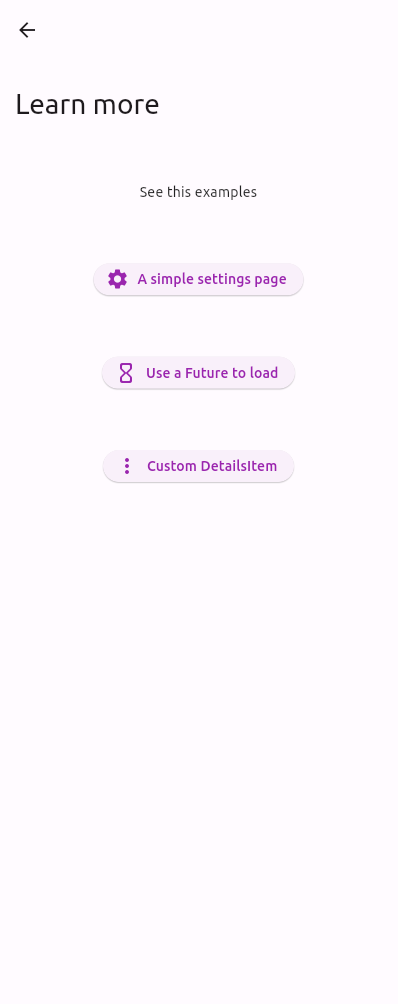 Learn more
See this examples
A simple settings page
Use a Future to load
Custom DetailsItem